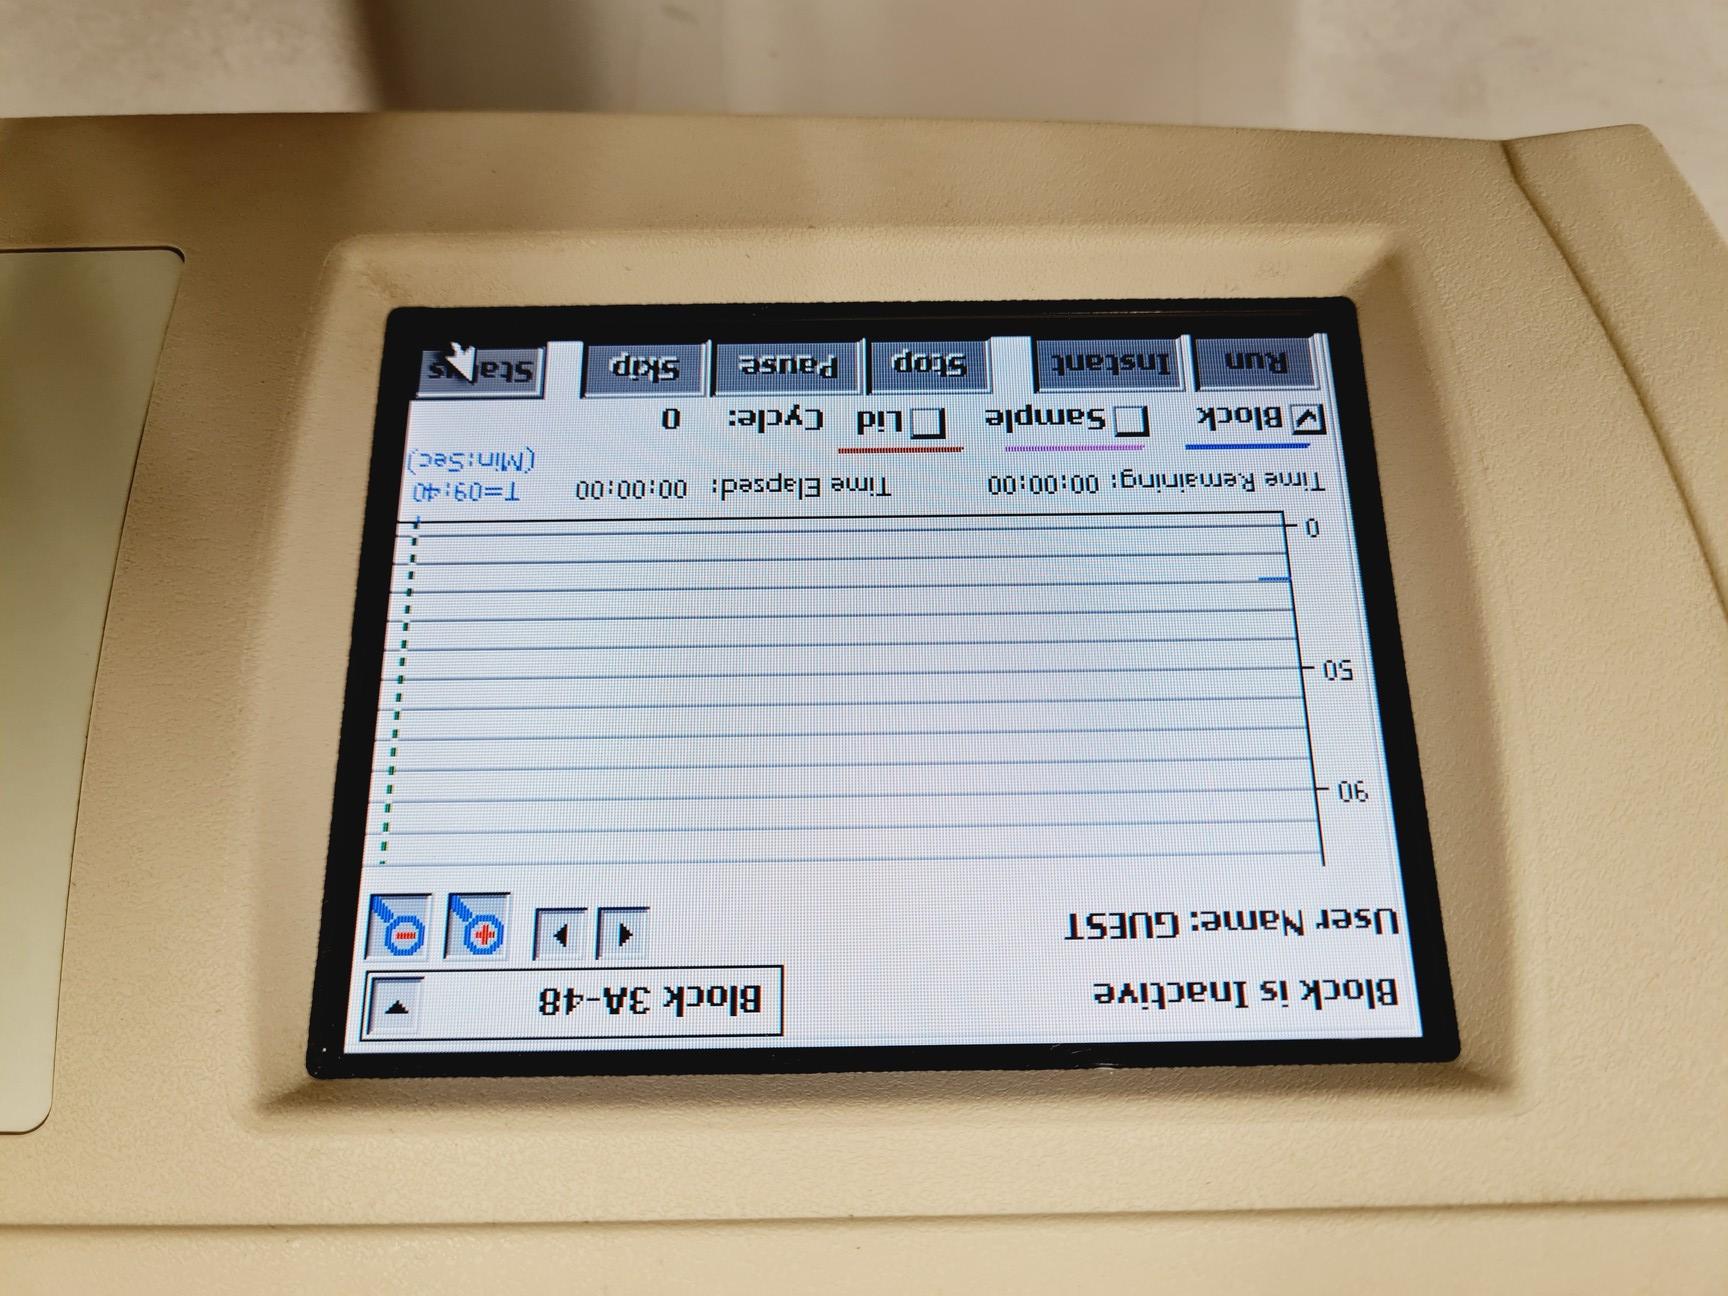 Block is Inactive
Block 3A-48
User Name: GUEST
90
50
0
Time Remaining: 00:00:00
Time Elapsed: 00:00:00
T=09:40
(Min:Sec)
Block
Sample
Lid
Cycle: 0
Run
Instant
Stop
Pause
Skip
Status